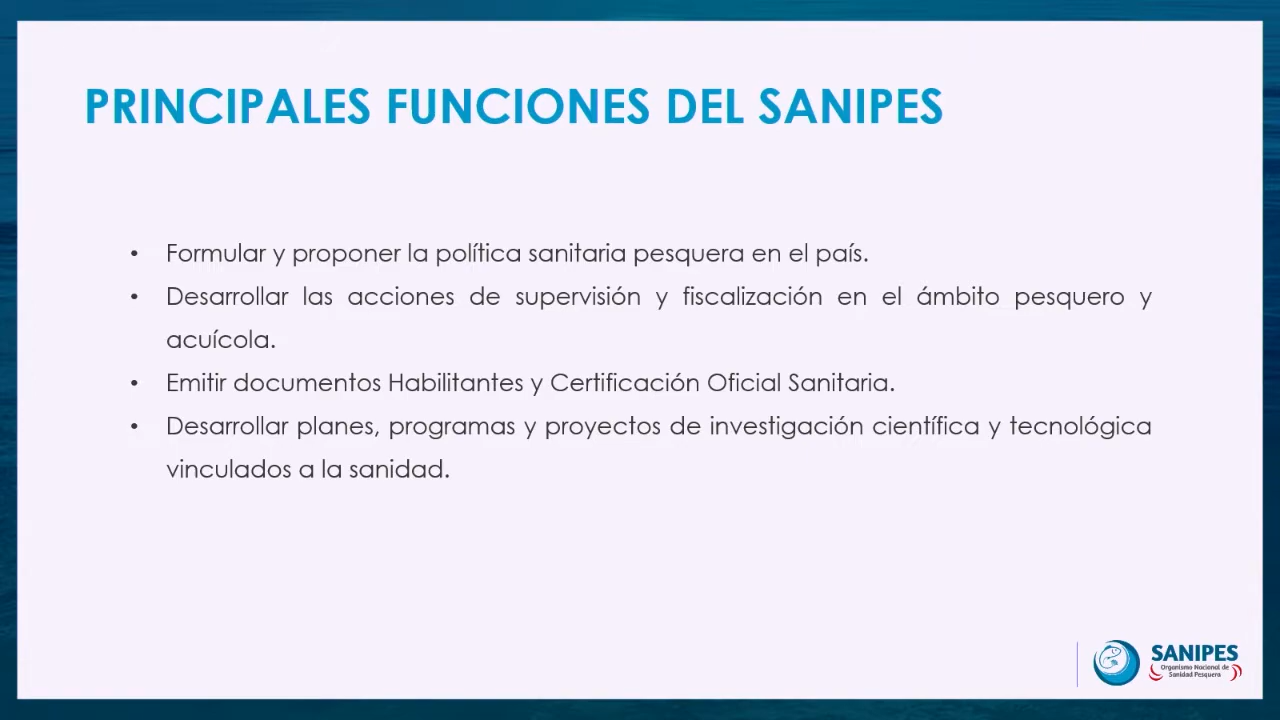 PRINCIPALES FUNCIONES DEL SANIPES
• Formular y proponer la política sanitaria pesquera en el país.
• Desarrollar las acciones de supervisión y fiscalización en el ámbito pesquero y
acuícola.
• Emitir documentos Habilitantes y Certificación Oficial Sanitaria.
• Desarrollar planes, programas y proyectos de investigación científica y tecnológica
vinculados a la sanidad.
SANIPES
Organismo Nacional de
Sanidad Pesquera